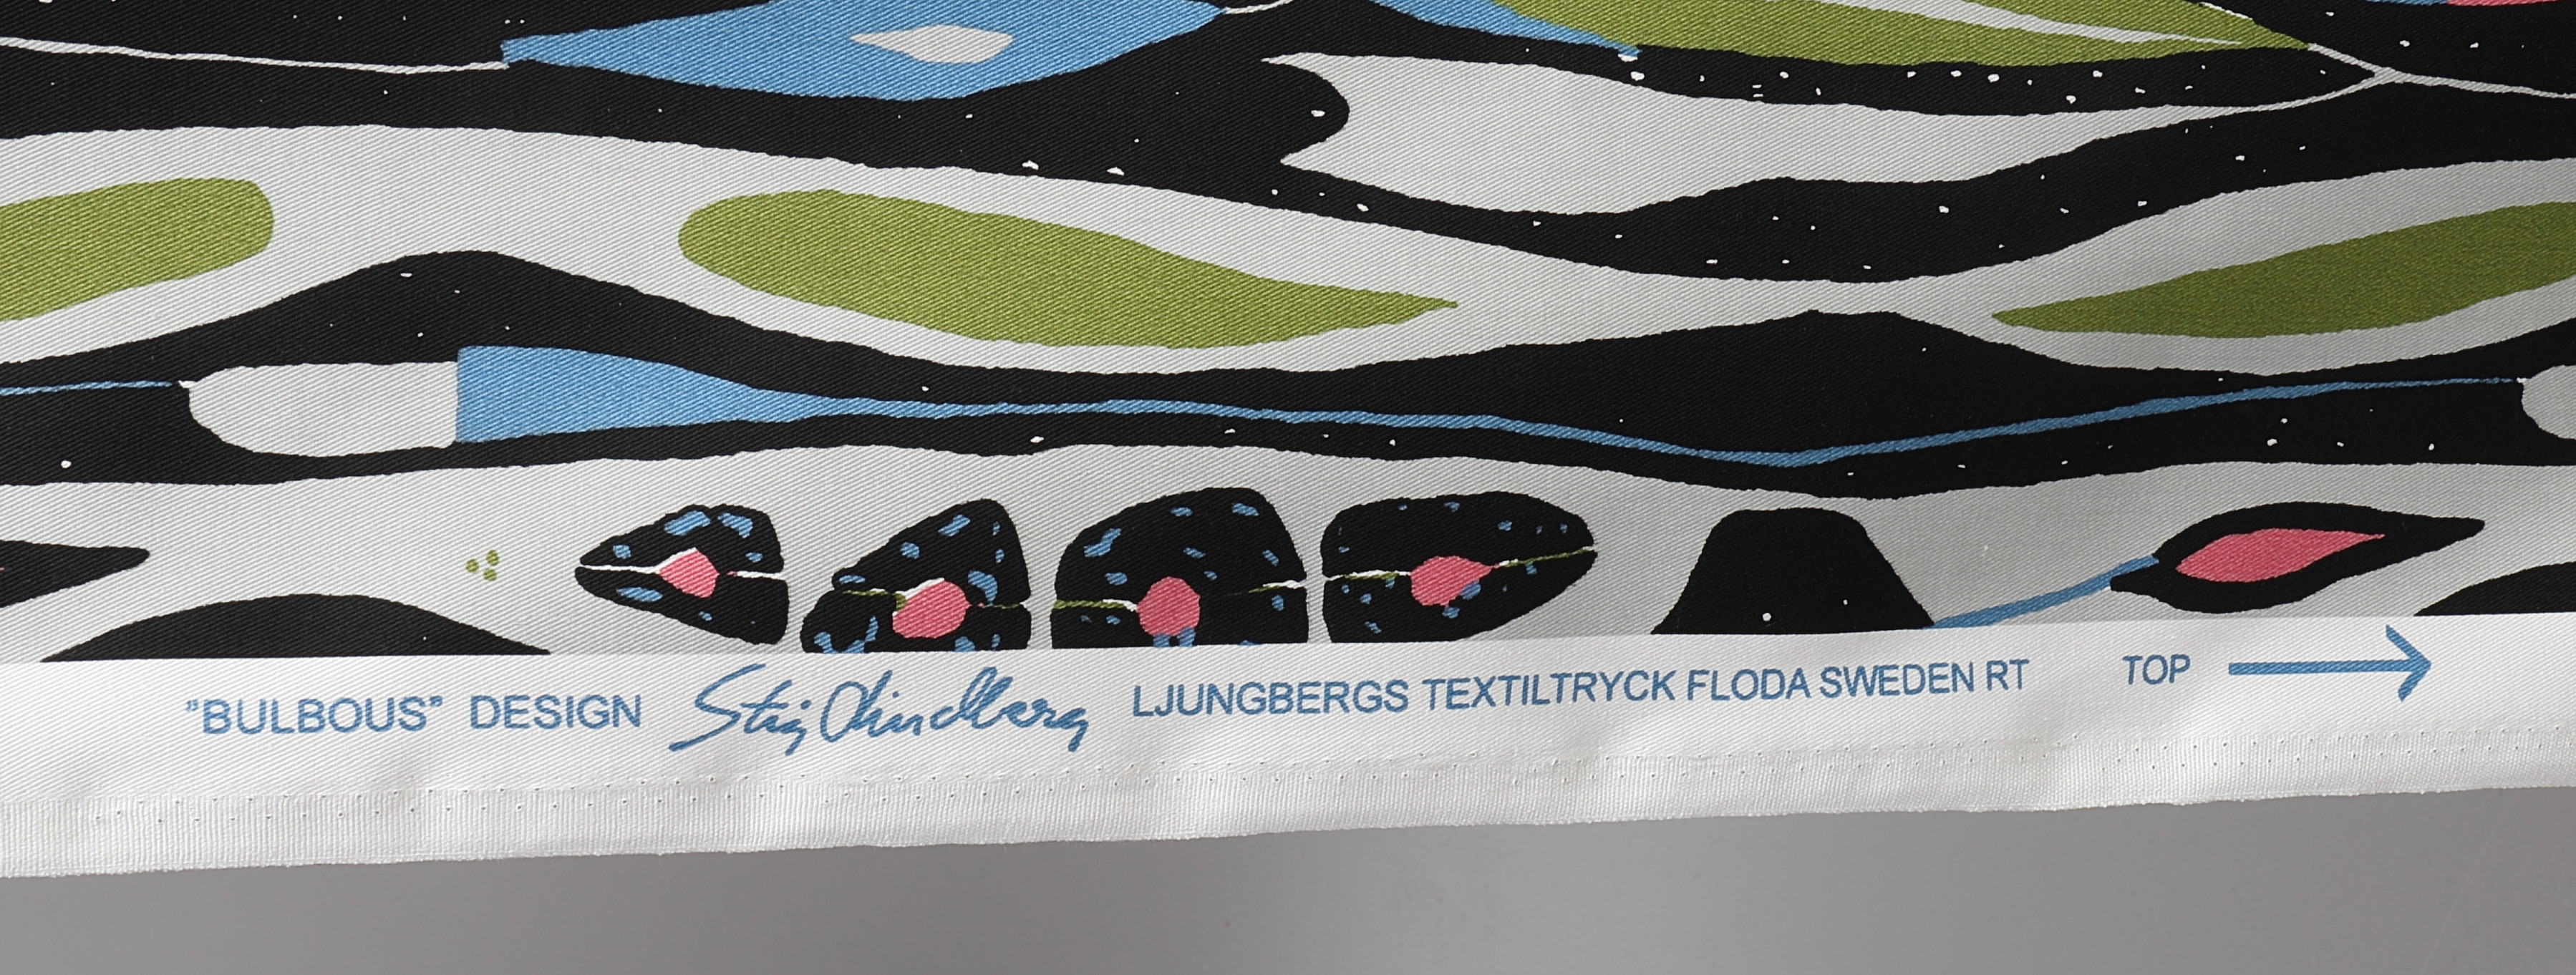 ”BULBOUS” DESIGN Stig Lindberg LJUNGBERGS TEXTILTRYCK FLODA SWEDEN RT TOP →